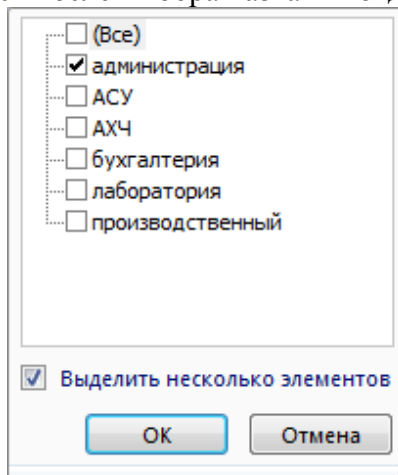 (Все)
администрация
АСУ
АХЧ
бухгалтерия
лаборатория
производственный
Выделить несколько элементов
ОК
Отмена